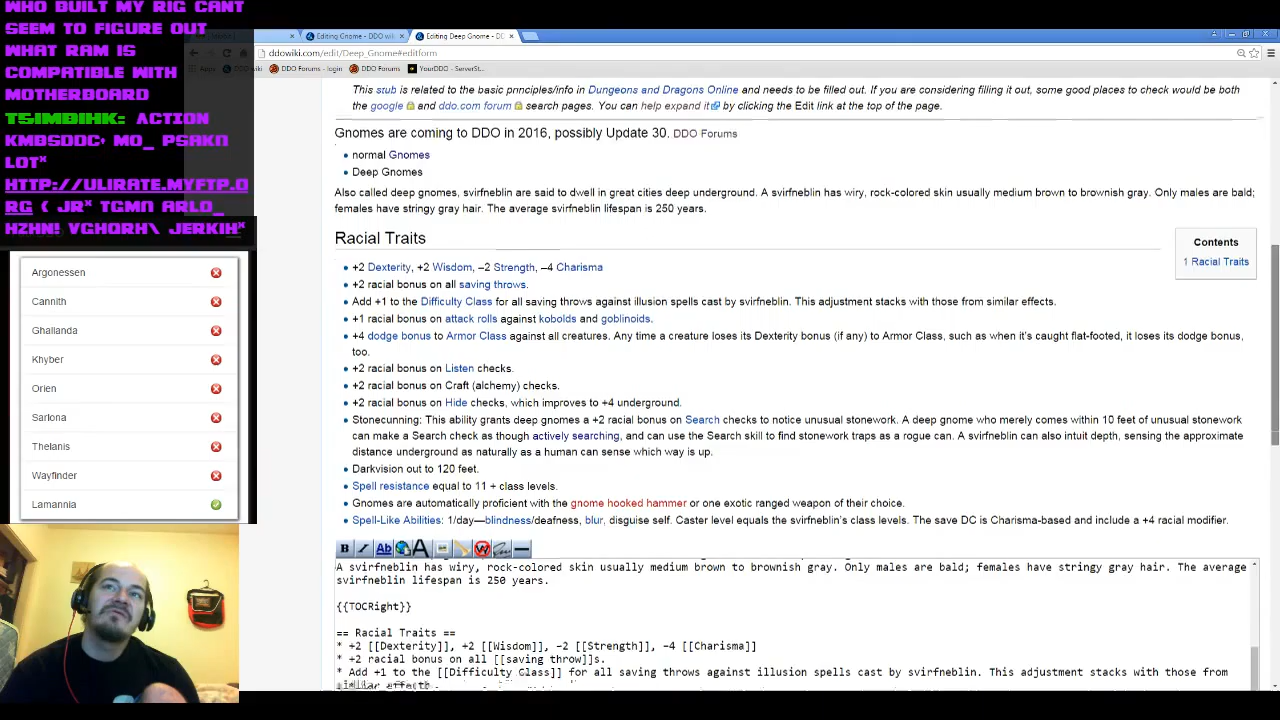 WHO BUILT MY RIG CANT
SEEM TO FIGURE OUT
WHAT RAM IS
COMPATIBLE WITH
MOTHERBOARD
T5IMBIHK: ACTION
KMBSDDC+ MO_ PSAKN
LOT*
HTTP://ULIRATE.MYFTP.O
RG ( JR* TGMN ARLO_
HZHN! VGHORH\ JERKIH*
Argonessen
Cannith
Ghallanda
Khyber
Orien
Sarlona
Thelanis
Wayfinder
Lamannia
Editing Gnome - DDO wiki
Editing Deep Gnome - DD
ddowiki.com/edit/Deep_Gnome#editform
DDO Forums - login
DDO Forums
YourDDO - ServerSt...
This stub is related to the basic principles/info in Dungeons and Dragons Online and needs to be filled out. If you are considering filling it out, some good places to check would be both
the google and ddo.com forum search pages. You can help expand it by clicking the Edit link at the top of the page.
Gnomes are coming to DDO in 2016, possibly Update 30. DDO Forums
normal Gnomes
Deep Gnomes
Also called deep gnomes, svirfneblin are said to dwell in great cities deep underground. A svirfneblin has wiry, rock-colored skin usually medium brown to brownish gray. Only males are bald;
females have stringy gray hair. The average svirfneblin lifespan is 250 years.
Racial Traits
Contents
1 Racial Traits
+2 Dexterity, +2 Wisdom, –2 Strength, –4 Charisma
+2 racial bonus on all saving throws.
Add +1 to the Difficulty Class for all saving throws against illusion spells cast by svirfneblin. This adjustment stacks with those from similar effects.
+1 racial bonus on attack rolls against kobolds and goblinoids.
+4 dodge bonus to Armor Class against all creatures. Any time a creature loses its Dexterity bonus (if any) to Armor Class, such as when it's caught flat-footed, it loses its dodge bonus,
too.
+2 racial bonus on Listen checks.
+2 racial bonus on Craft (alchemy) checks.
+2 racial bonus on Hide checks, which improves to +4 underground.
Stonecunning: This ability grants deep gnomes a +2 racial bonus on Search checks to notice unusual stonework. A deep gnome who merely comes within 10 feet of unusual stonework
can make a Search check as though actively searching, and can use the Search skill to find stonework traps as a rogue can. A svirfneblin can also intuit depth, sensing the approximate
distance underground as naturally as a human can sense which way is up.
Darkvision out to 120 feet.
Spell resistance equal to 11 + class levels.
Gnomes are automatically proficient with the gnome hooked hammer or one exotic ranged weapon of their choice.
Spell-Like Abilities: 1/day—blindness/deafness, blur, disguise self. Caster level equals the svirfneblin's class levels. The save DC is Charisma-based and include a +4 racial modifier.
B I Ab A W
A svirfneblin has wiry, rock-colored skin usually medium brown to brownish gray. Only males are bald; females have stringy gray hair. The average
svirfneblin lifespan is 250 years.
{{TOCRight}}
== Racial Traits ==
* +2 [[Dexterity]], +2 [[Wisdom]], –2 [[Strength]], –4 [[Charisma]]
* +2 racial bonus on all [[saving throw]]s.
* Add +1 to the [[Difficulty Class]] for all saving throws against illusion spells cast by svirfneblin. This adjustment stacks with those from